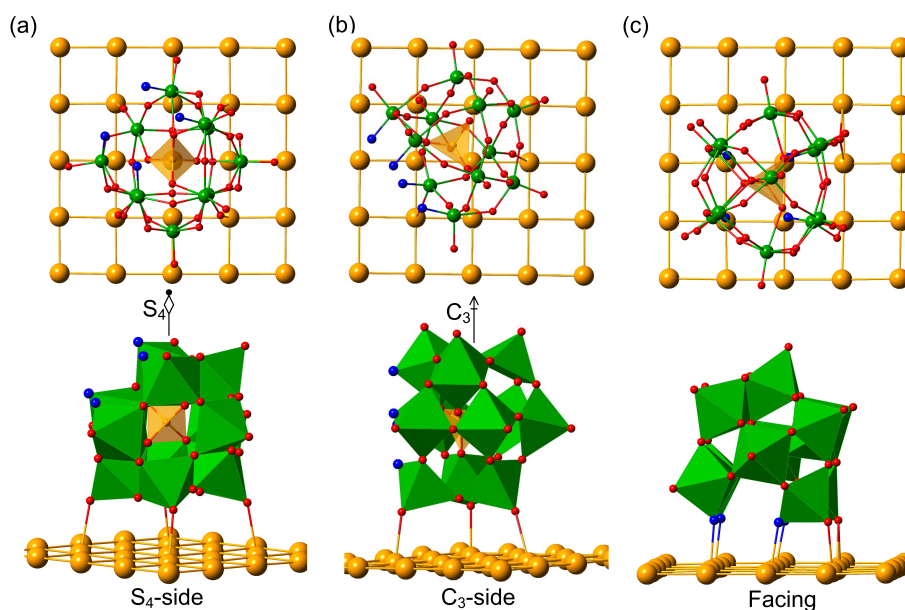 (a)
(b)
(c)
S₄
C₃
S₄-side
C₃-side
Facing